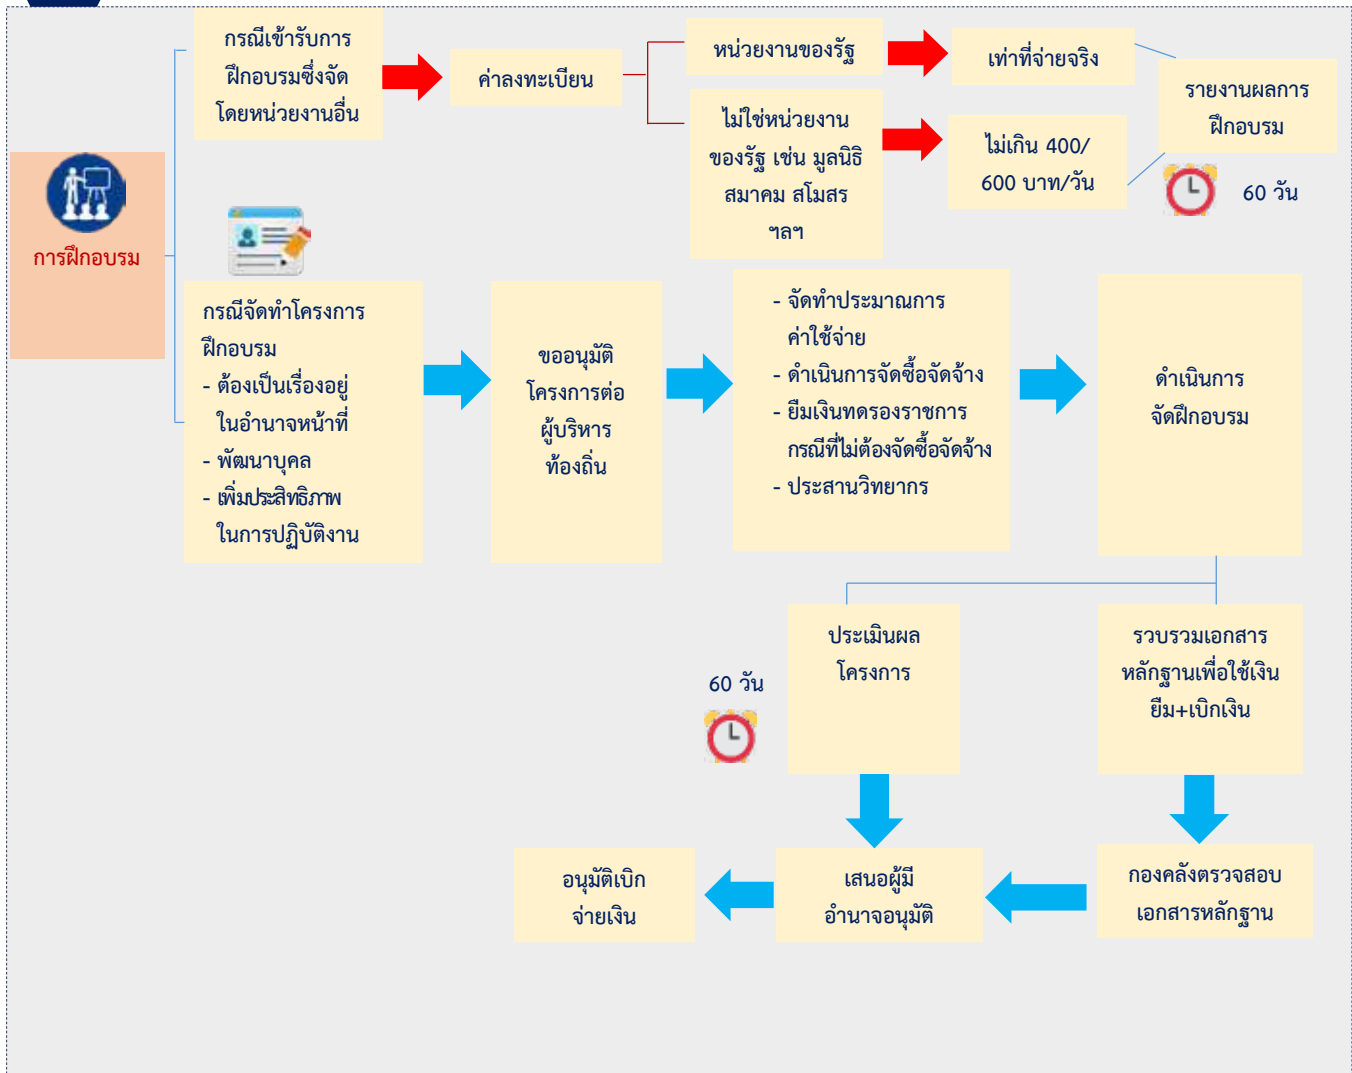 การฝึกอบรม
กรณีเข้ารับการ
ฝึกอบรมซึ่งจัด
โดยหน่วยงานอื่น
ค่าลงทะเบียน
หน่วยงานของรัฐ
เท่าที่จ่ายจริง
ไม่ใช่หน่วยงาน
ของรัฐ เช่น มูลนิธิ
สมาคม สโมสร
ฯลฯ
ไม่เกิน 400/
600 บาท/วัน
รายงานผลการ
ฝึกอบรม
60 วัน
กรณีจัดทำโครงการ
ฝึกอบรม
- ต้องเป็นเรื่องอยู่
ในอำนาจหน้าที่
- พัฒนาบุคล
- เพิ่มประสิทธิภาพ
ในการปฏิบัติงาน
ขออนุมัติ
โครงการต่อ
ผู้บริหาร
ท้องถิ่น
- จัดทำประมาณการ
ค่าใช้จ่าย
- ดำเนินการจัดซื้อจัดจ้าง
- ยืมเงินทดรองราชการ
กรณีที่ไม่ต้องจัดซื้อจัดจ้าง
- ประสานวิทยากร
ดำเนินการ
จัดฝึกอบรม
ประเมินผล
โครงการ
60 วัน
รวบรวมเอกสาร
หลักฐานเพื่อใช้เงิน
ยืม+เบิกเงิน
กองคลังตรวจสอบ
เอกสารหลักฐาน
เสนอผู้มี
อำนาจอนุมัติ
อนุมัติเบิก
จ่ายเงิน